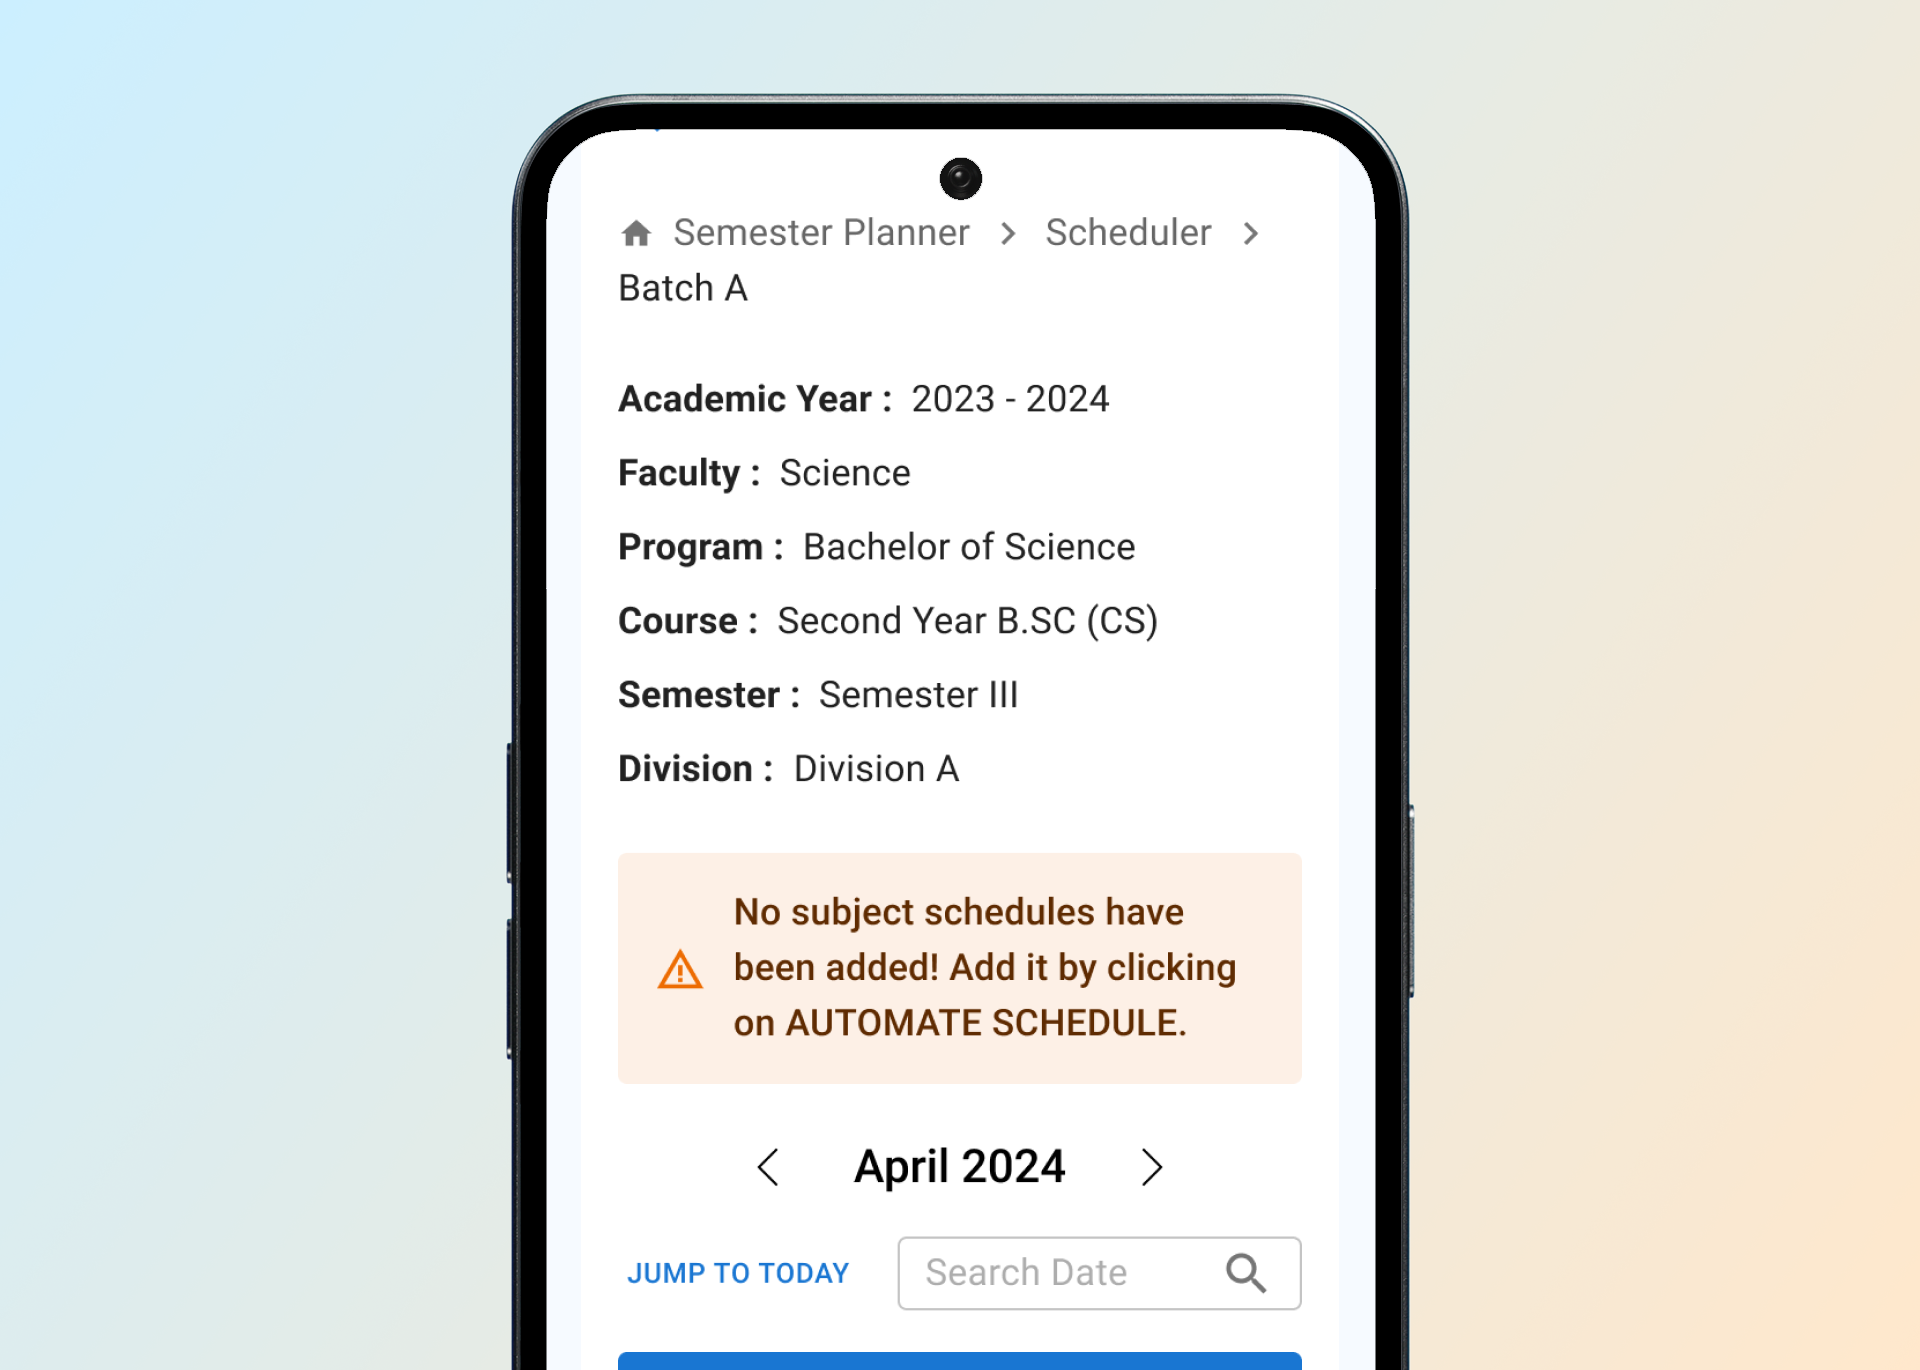 Semester Planner > Scheduler >
Batch A
Academic Year : 2023 - 2024
Faculty : Science
Program : Bachelor of Science
Course : Second Year B.SC (CS)
Semester : Semester III
Division : Division A
No subject schedules have
been added! Add it by clicking
on AUTOMATE SCHEDULE.
< April 2024 >
JUMP TO TODAY Search Date